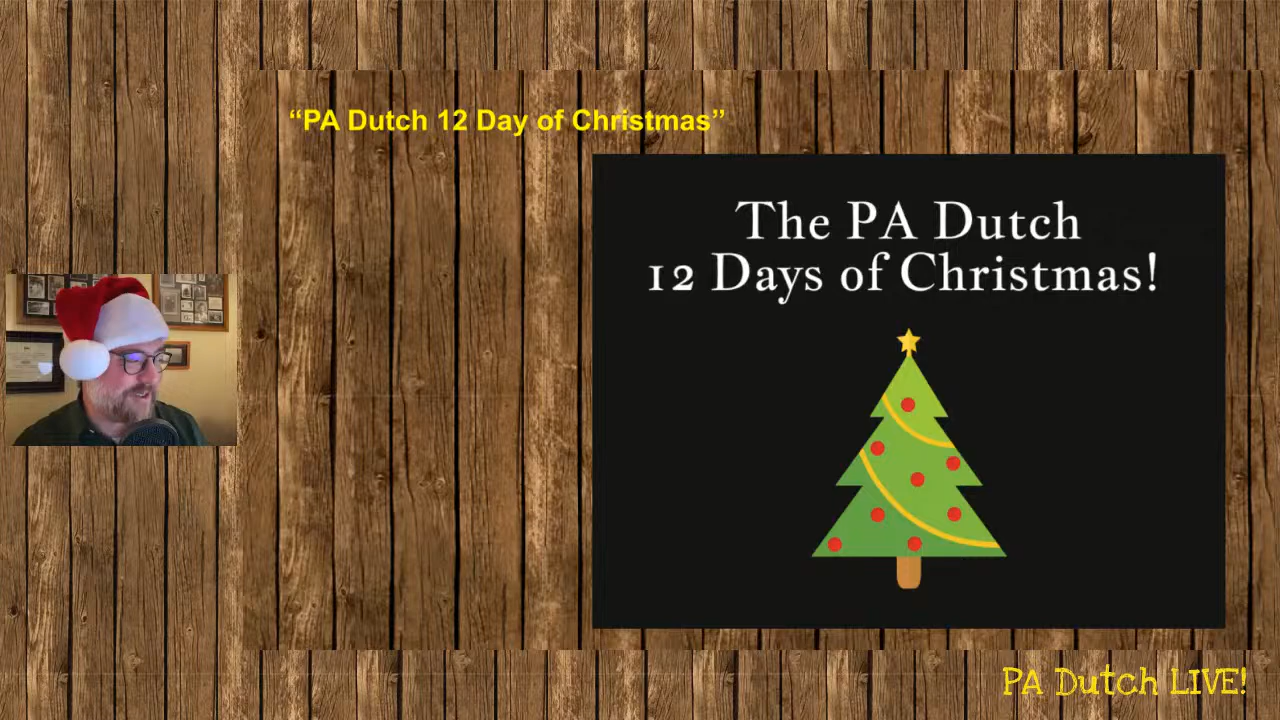 “PA Dutch 12 Day of Christmas”
The PA Dutch
12 Days of Christmas!
PA Dutch LIVE!